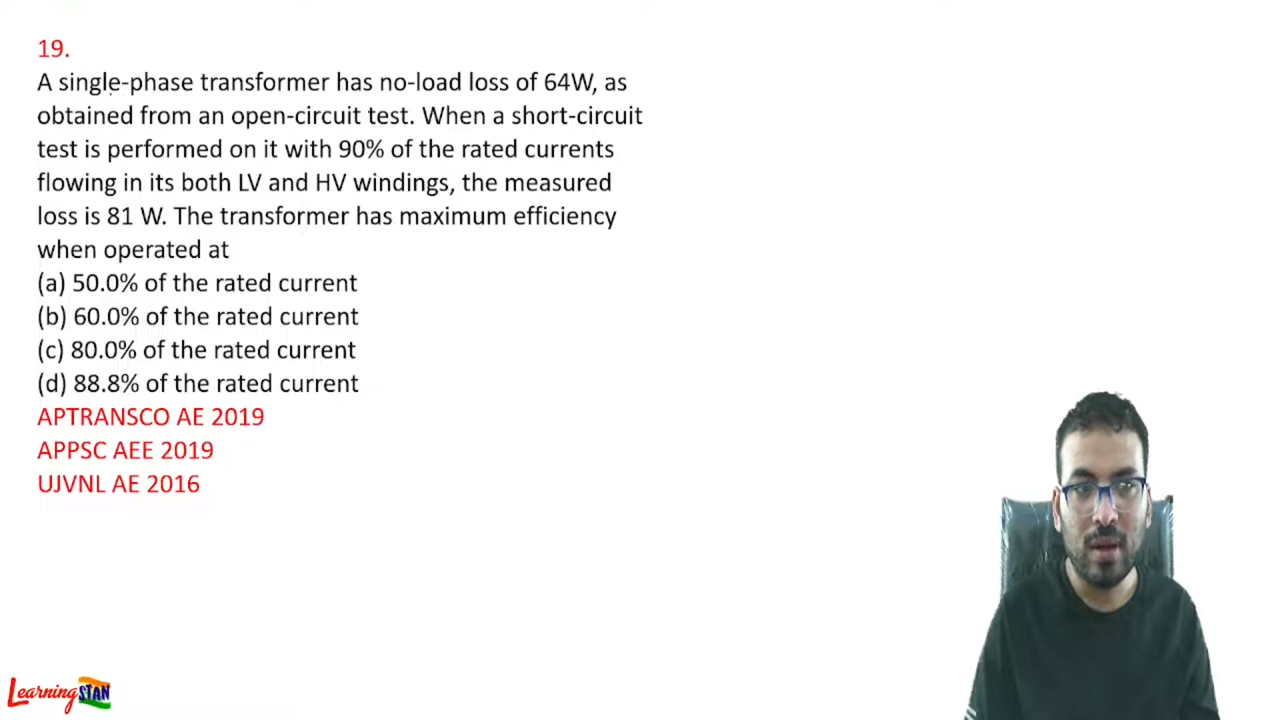 19.
A single-phase transformer has no-load loss of 64W, as
obtained from an open-circuit test. When a short-circuit
test is performed on it with 90% of the rated currents
flowing in its both LV and HV windings, the measured
loss is 81 W. The transformer has maximum efficiency
when operated at
(a) 50.0% of the rated current
(b) 60.0% of the rated current
(c) 80.0% of the rated current
(d) 88.8% of the rated current
APTRANSCO AE 2019
APPSC AEE 2019
UJVNL AE 2016
LearningSTAN